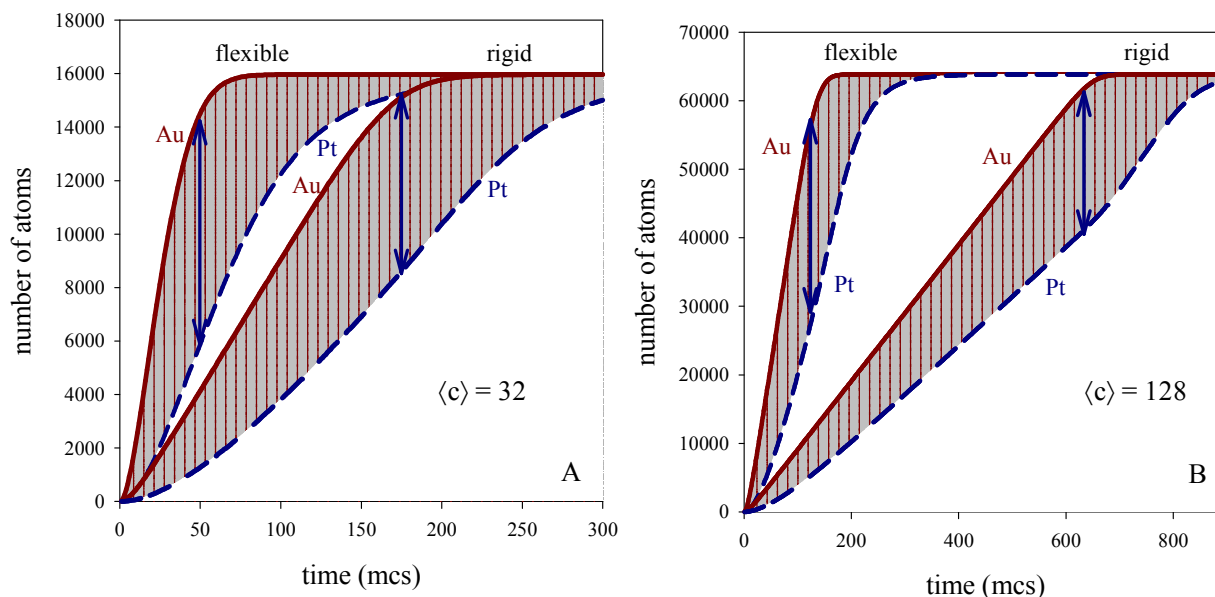 18000
16000
14000
12000
10000
8000
6000
4000
2000
0
number of atoms
flexible
rigid
Au
Pt
Au
Pt
⟨c⟩ = 32
A
0
50
100
150
200
250
300
time (mcs)
70000
60000
50000
40000
30000
20000
10000
0
number of atoms
flexible
rigid
Au
Au
Pt
Pt
⟨c⟩ = 128
B
0
200
400
600
800
time (mcs)